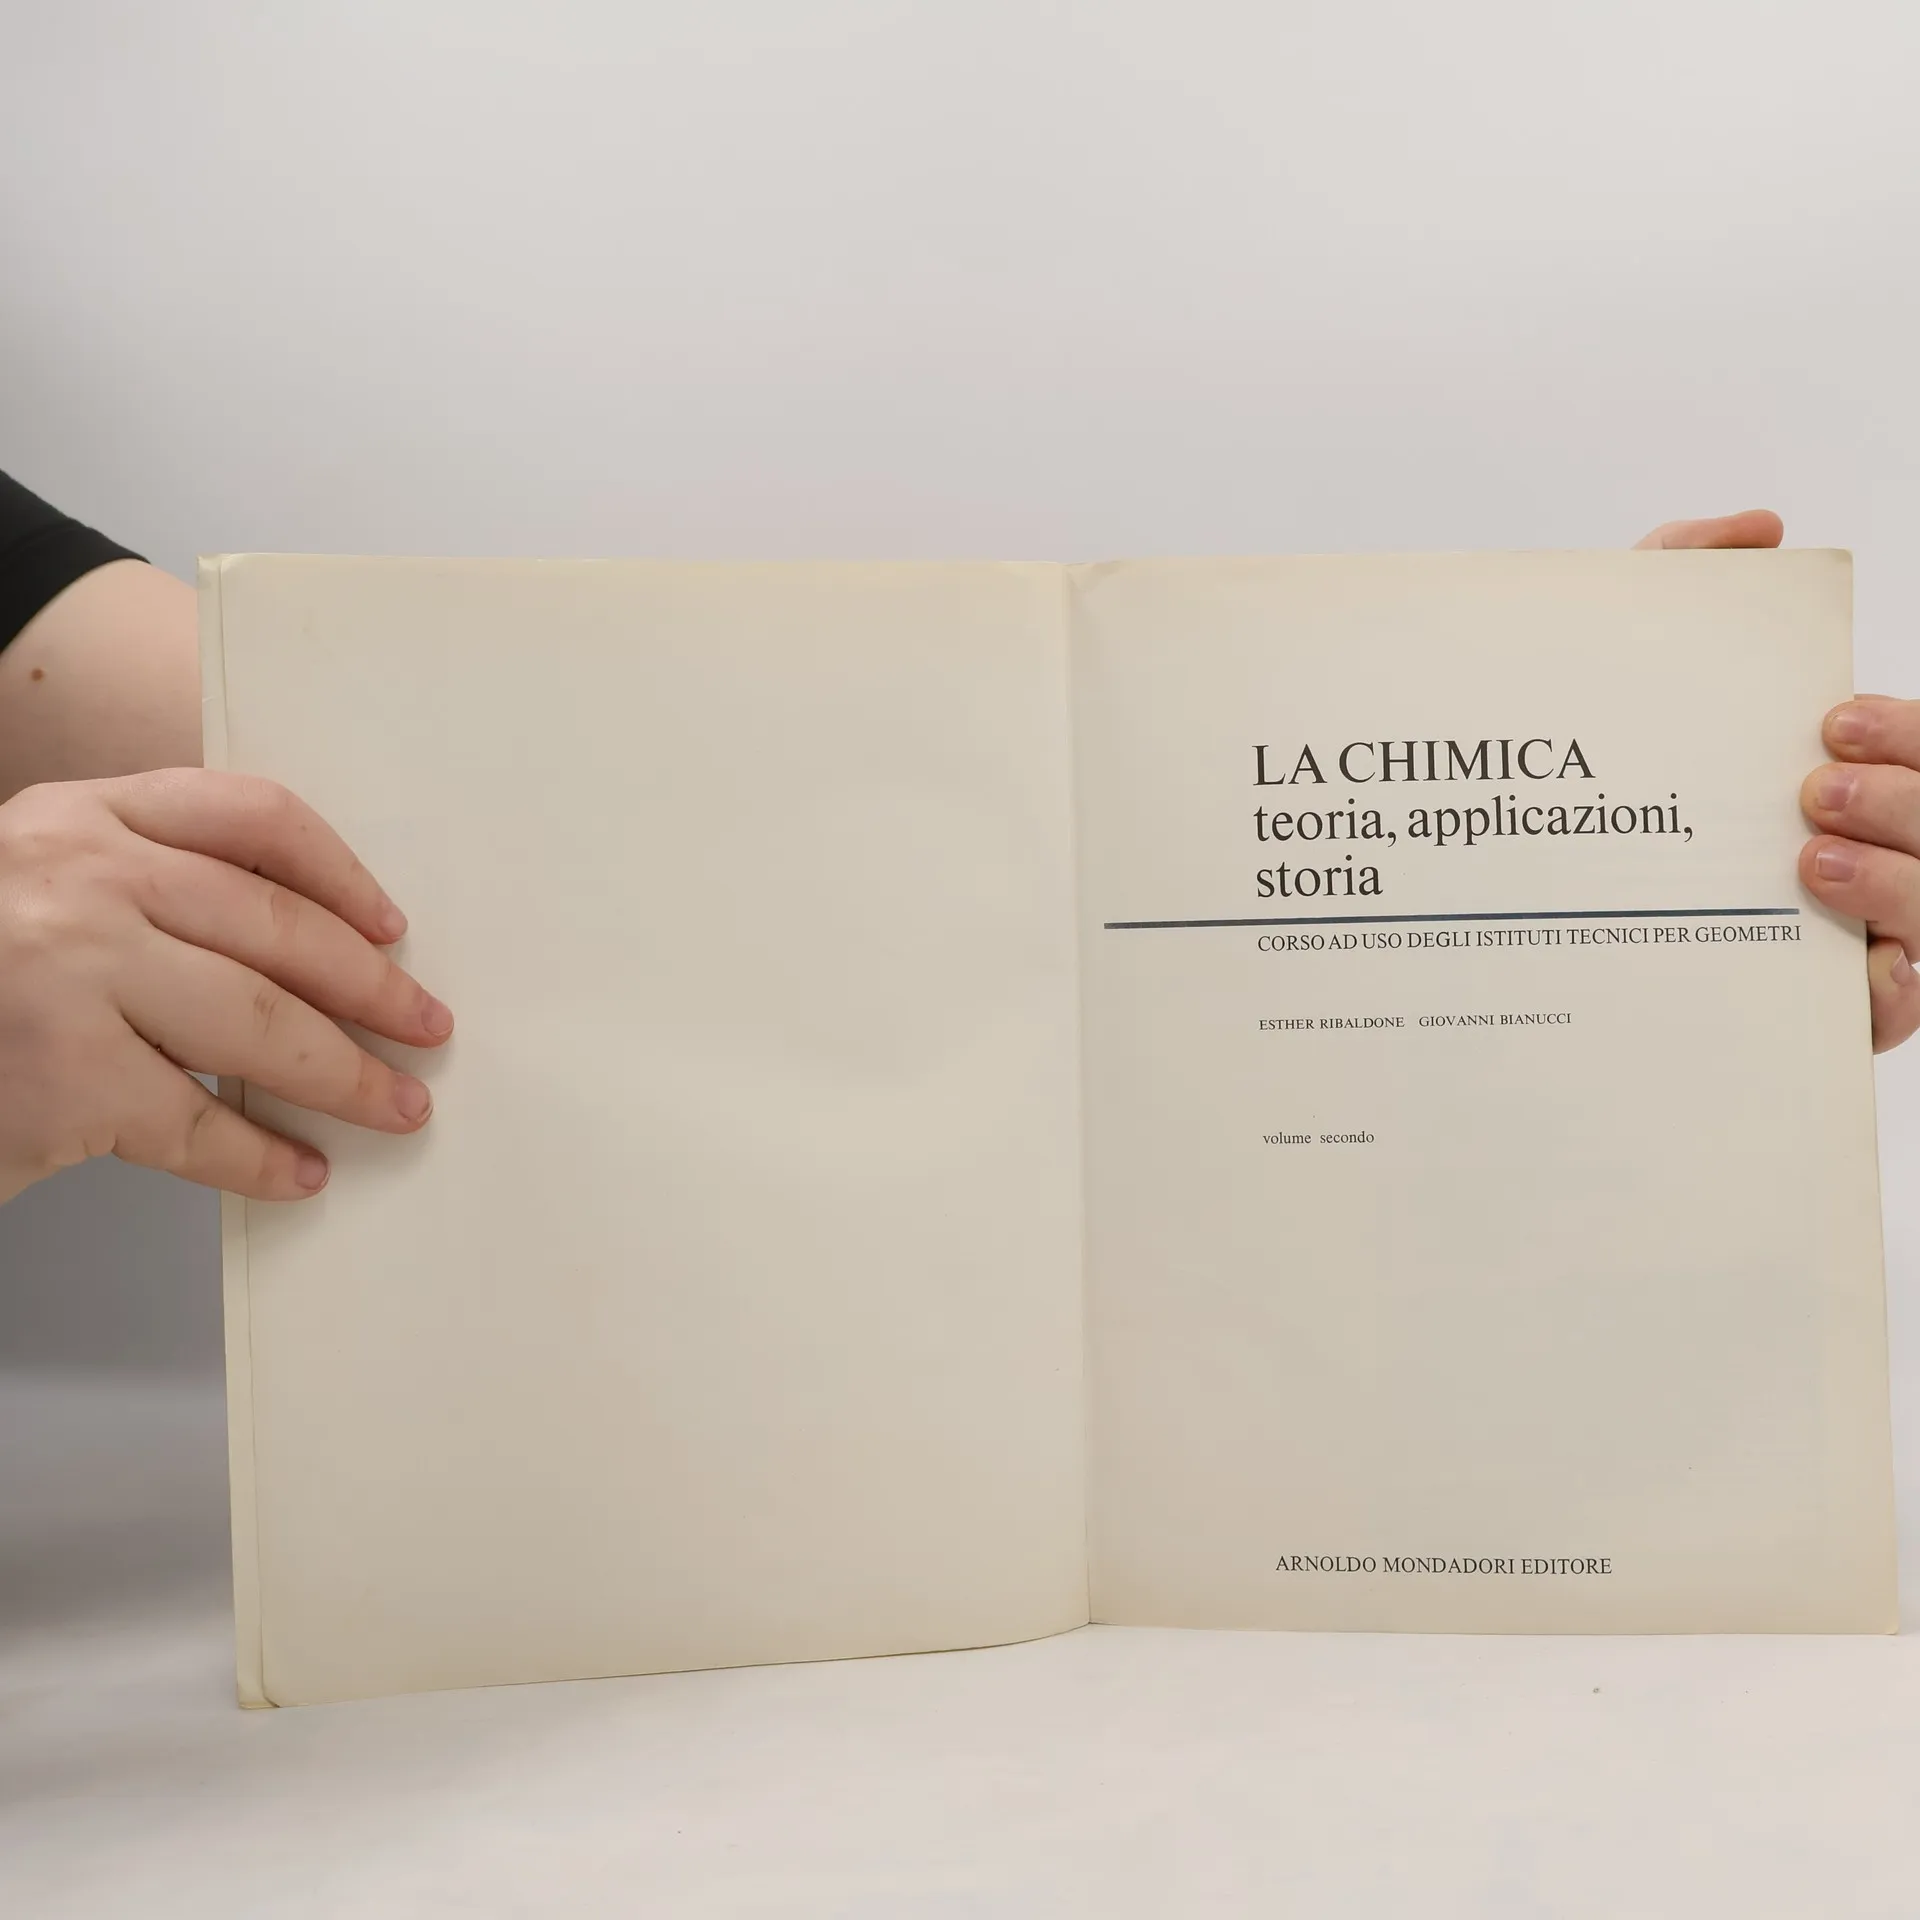 LA CHIMICA
teoria, applicazioni,
storia
CORSO AD USO DEGLI ISTITUTI TECNICI PER GEOMETRI
ESTHER RIBALDONE GIOVANNI BIANUCCI
volume secondo
ARNOLDO MONDADORI EDITORE